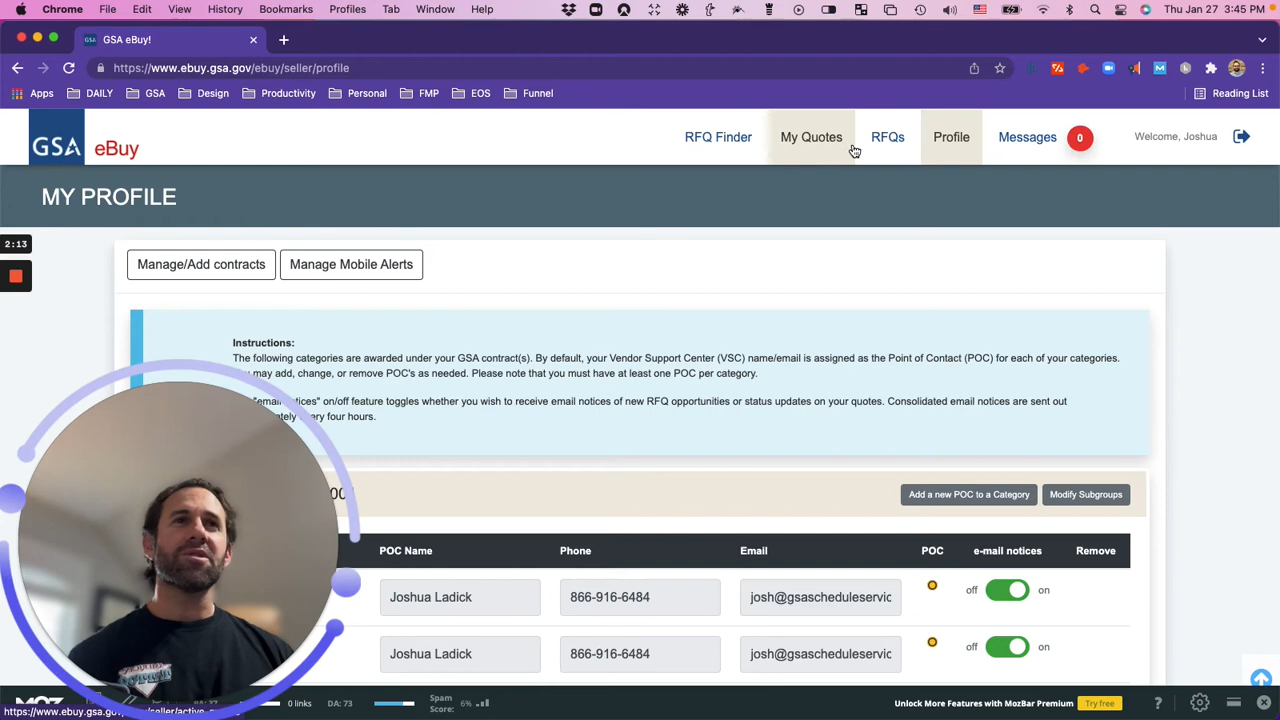 Chrome File Edit View History Bookmarks Profiles Tab Window Help Thu Jan 27 3:45 PM
GSA eBuy!
https://www.ebuy.gsa.gov/ebuy/seller/profile
Apps DAILY GSA Design Productivity Personal FMP EOS Funnel Reading List
GSA eBuy RFQ Finder My Quotes RFQs Profile Messages 0 Welcome, Joshua
MY PROFILE
2:13
Manage/Add contracts Manage Mobile Alerts
Instructions:
The following categories are awarded under your GSA contract(s). By default, your Vendor Support Center (VSC) name/email is assigned as the Point of Contact (POC) for each of your categories.
may add, change, or remove POC's as needed. Please note that you must have at least one POC per category.
"email notices" on/off feature toggles whether you wish to receive email notices of new RFQ opportunities or status updates on your quotes. Consolidated email notices are sent out
every four hours.
Add a new POC to a Category Modify Subgroups
POC Name Phone Email POC e-mail notices Remove
Joshua Ladick 866-916-6484 josh@gsascheduleservic off on
Joshua Ladick 866-916-6484 josh@gsascheduleservic off on
MOZ 0 links DA: 73 Spam Score: 6% Unlock More Features with MozBar Premium Try free ?